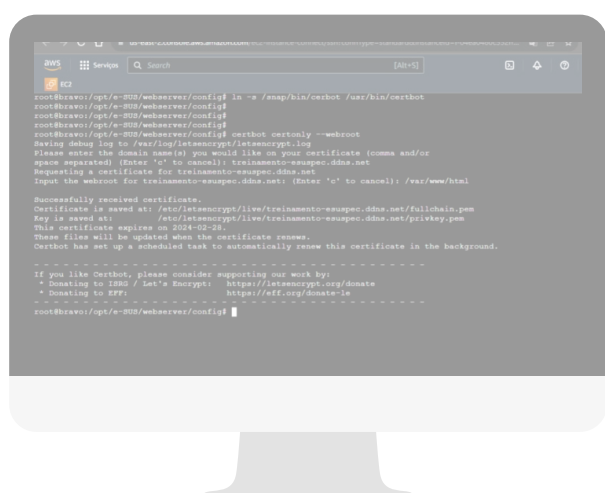 aws Serviços Search [Alt+S]
EC2
root@bravo:/opt/e-SUS/webserver/config# ln -s /snap/bin/cerbot /usr/bin/certbot
root@bravo:/opt/e-SUS/webserver/config#
root@bravo:/opt/e-SUS/webserver/config#
root@bravo:/opt/e-SUS/webserver/config#
root@bravo:/opt/e-SUS/webserver/config# certbot certonly --webroot
Saving debug log to /var/log/letsencrypt/letsencrypt.log
Please enter the domain name(s) you would like on your certificate (comma and/or
space separated) (Enter 'c' to cancel): treinamento-esuspec.ddns.net
Requesting a certificate for treinamento-esuspec.ddns.net
Input the webroot for treinamento-esuspec.ddns.net: (Enter 'c' to cancel): /var/www/html
Successfully received certificate.
Certificate is saved at: /etc/letsencrypt/live/treinamento-esuspec.ddns.net/fullchain.pem
Key is saved at: /etc/letsencrypt/live/treinamento-esuspec.ddns.net/privkey.pem
This certificate expires on 2024-02-28.
These files will be updated when the certificate renews.
Certbot has set up a scheduled task to automatically renew this certificate in the background.
- - - - - - - - - - - - - - - - - - - - - - - - - - - - - - - - - - - - - - - -
If you like Certbot, please consider supporting our work by:
* Donating to ISRG / Let's Encrypt: https://letsencrypt.org/donate
* Donating to EFF: https://eff.org/donate-le
- - - - - - - - - - - - - - - - - - - - - - - - - - - - - - - - - - - - - - - -
root@bravo:/opt/e-SUS/webserver/config#